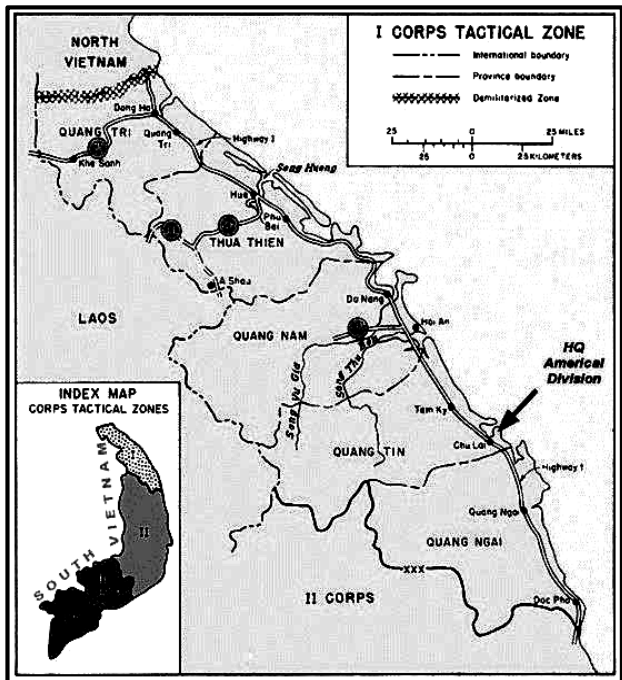 I CORPS TACTICAL ZONE
International boundary
Province boundary
Demilitarized Zone
25 0 25 MILES
25 0 25 KILOMETERS
NORTH
VIETNAM
Dong Ha
QUANG TRI
Quang
Tri
Highway I
Khe Sanh
Song Huong
Hue
Phu
Bai
THUA THIEN
A Shau
LAOS
Da Nang
Hoi An
QUANG NAM
Song Vu Gia
Song Thu Bon
HQ
Americal
Division
Tam Ky
Chu Lai
QUANG TIN
Highway I
Quang Ngai
QUANG NGAI
XXX
II CORPS
Duc Pho
INDEX MAP
CORPS TACTICAL ZONES
SOUTH VIETNAM
I
II